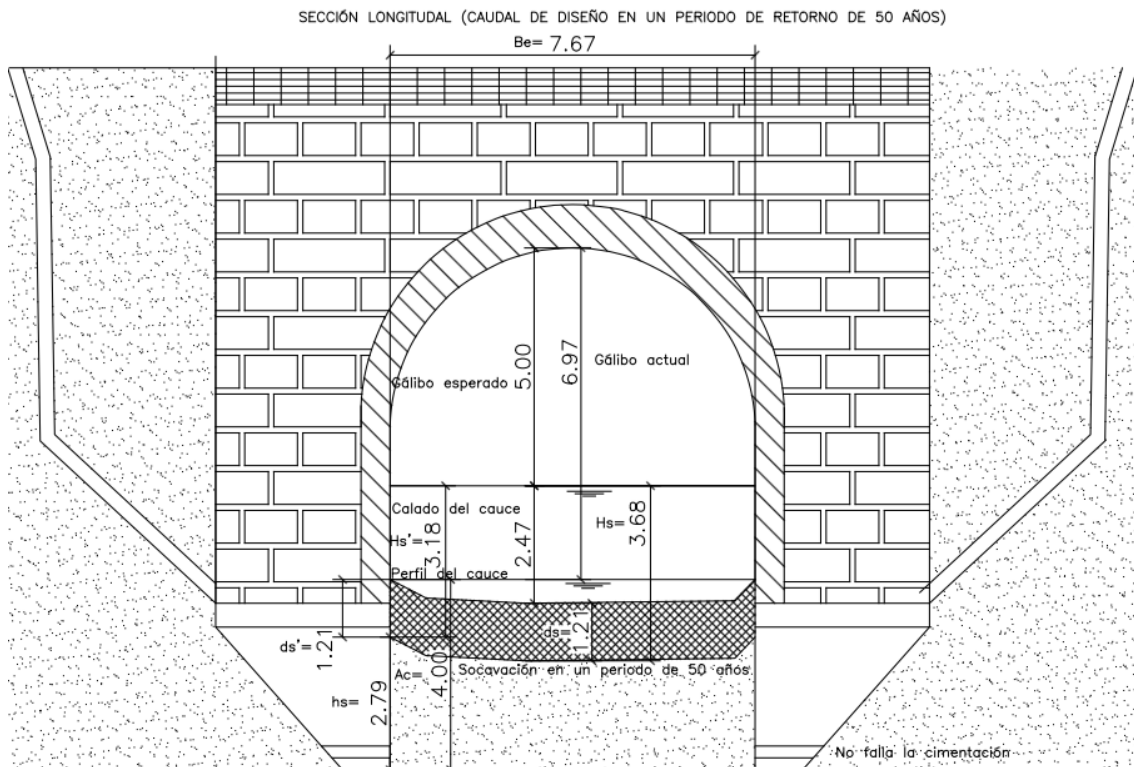 SECCIÓN LONGITUDAL (CAUDAL DE DISEÑO EN UN PERIODO DE RETORNO DE 50 AÑOS)
Be= 7.67
Gálibo esperado
5.00
6.97
Gálibo actual
Calado del cauce
Hs'=
3.18
2.47
Hs=
3.68
Perfil del cauce
ds'=
1.21
ds=
1.21
Ac=
4.00
Socavación en un periodo de 50 años
hs=
2.79
No falla la cimentación